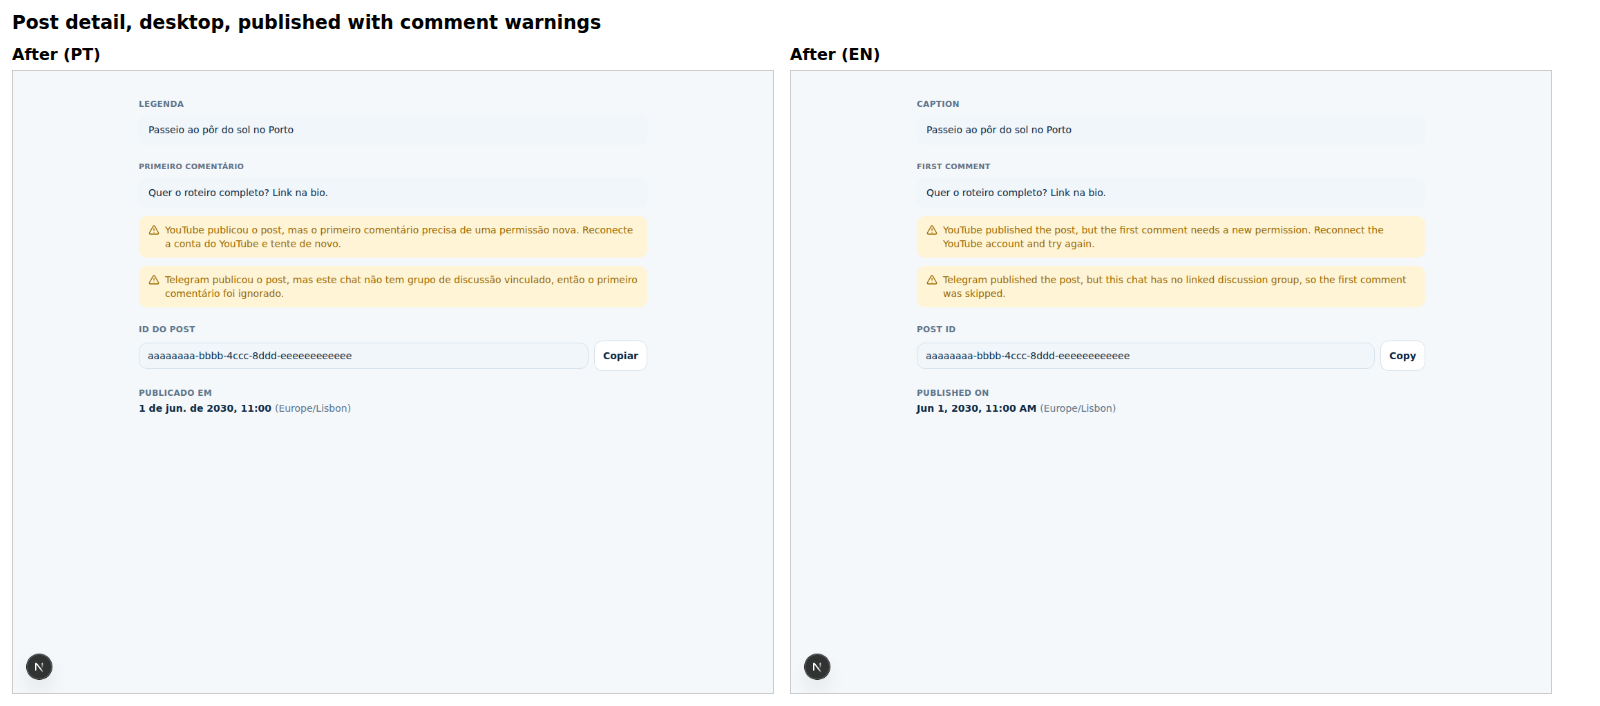 Post detail, desktop, published with comment warnings
After (PT)
LEGENDA
Passeio ao pôr do sol no Porto
PRIMEIRO COMENTÁRIO
Quer o roteiro completo? Link na bio.
YouTube publicou o post, mas o primeiro comentário precisa de uma permissão nova. Reconecte
a conta do YouTube e tente de novo.
Telegram publicou o post, mas este chat não tem grupo de discussão vinculado, então o primeiro
comentário foi ignorado.
ID DO POST
aaaaaaaa-bbbb-4ccc-8ddd-eeeeeeeeeeee
Copiar
PUBLICADO EM
1 de jun. de 2030, 11:00 (Europe/Lisbon)
N
After (EN)
CAPTION
Passeio ao pôr do sol no Porto
FIRST COMMENT
Quer o roteiro completo? Link na bio.
YouTube published the post, but the first comment needs a new permission. Reconnect the
YouTube account and try again.
Telegram published the post, but this chat has no linked discussion group, so the first comment
was skipped.
POST ID
aaaaaaaa-bbbb-4ccc-8ddd-eeeeeeeeeeee
Copy
PUBLISHED ON
Jun 1, 2030, 11:00 AM (Europe/Lisbon)
N